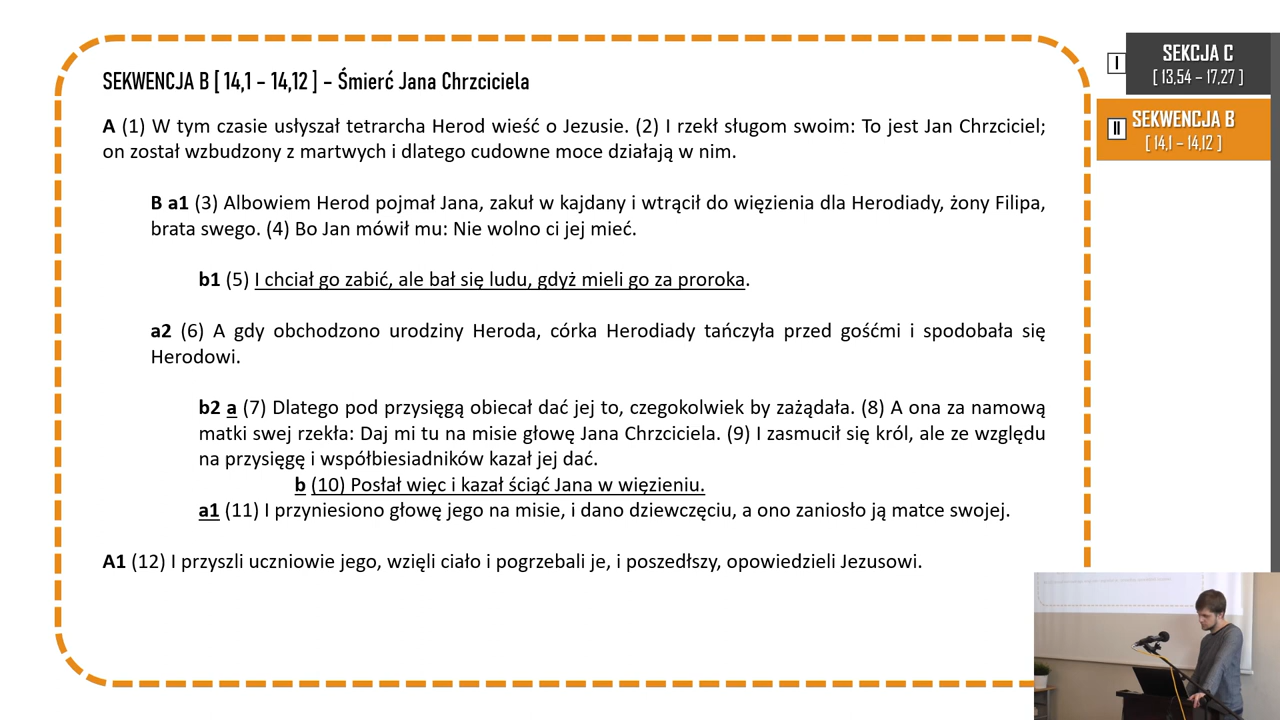 SEKWENCJA B [ 14,1 – 14,12 ] – Śmierć Jana Chrzciciela
A (1) W tym czasie usłyszał tetrarcha Herod wieść o Jezusie. (2) I rzekł sługom swoim: To jest Jan Chrzciciel;
on został wzbudzony z martwych i dlatego cudowne moce działają w nim.
B a1 (3) Albowiem Herod pojmał Jana, zakuł w kajdany i wtrącił do więzienia dla Herodiady, żony Filipa,
brata swego. (4) Bo Jan mówił mu: Nie wolno ci jej mieć.
b1 (5) I chciał go zabić, ale bał się ludu, gdyż mieli go za proroka.
a2 (6) A gdy obchodzono urodziny Heroda, córka Herodiady tańczyła przed gośćmi i spodobała się
Herodowi.
b2 a (7) Dlatego pod przysięgą obiecał dać jej to, czegokolwiek by zażądała. (8) A ona za namową
matki swej rzekła: Daj mi tu na misie głowę Jana Chrzciciela. (9) I zasmucił się król, ale ze względu
na przysięgę i współbiesiadników kazał jej dać.
b (10) Posłał więc i kazał ściąć Jana w więzieniu.
a1 (11) I przyniesiono głowę jego na misie, i dano dziewczęciu, a ono zaniosło ją matce swojej.
A1 (12) I przyszli uczniowie jego, wzięli ciało i pogrzebali je, i poszedłszy, opowiedzieli Jezusowi.
I
SEKCJA C
[ 13,54 – 17,27 ]
II
SEKWENCJA B
[ 14,1 – 14,12 ]